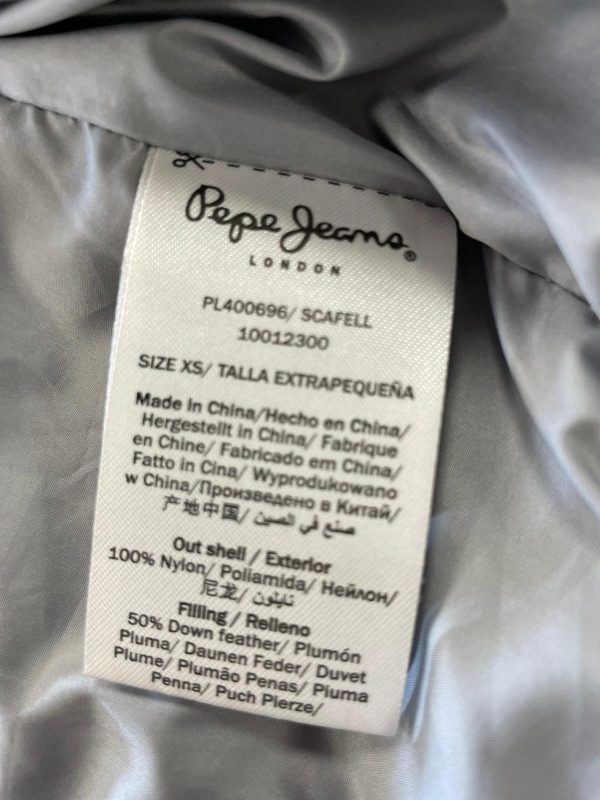 Pepe Jeans®
LONDON
PL400696/ SCAFELL
10012300
SIZE XS/ TALLA EXTRAPEQUEÑA
Made in China/Hecho en China/
Hergestellt in China/ Fabrique
en Chine/ Fabricado em China/
Fatto in Cina/ Wyprodukowano
w China/Произведено в Китай/
产地中国/ صنع في الصين/
Out shell / Exterior
100% Nylon/ Poliamida/ Нейлон/
尼龙/ نايلون/
Filling / Relleno
50% Down feather/ Plumón
Pluma/ Daunen Feder/ Duvet
Plume/ Plumão Penas/ Piuma
Penna/ Puch Pierze/